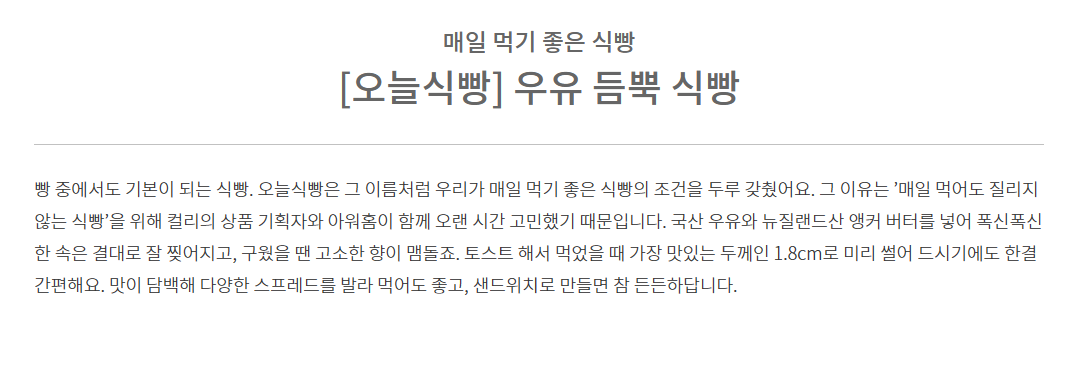 매일 먹기 좋은 식빵
[오늘식빵] 우유 듬뿍 식빵
빵 중에서도 기본이 되는 식빵. 오늘식빵은 그 이름처럼 우리가 매일 먹기 좋은 식빵의 조건을 두루 갖췄어요. 그 이유는 ’매일 먹어도 질리지
않는 식빵’을 위해 컬리의 상품 기획자와 아워홈이 함께 오랜 시간 고민했기 때문입니다. 국산 우유와 뉴질랜드산 앵커 버터를 넣어 폭신폭신
한 속은 결대로 잘 찢어지고, 구웠을 땐 고소한 향이 맴돌죠. 토스트 해서 먹었을 때 가장 맛있는 두께인 1.8cm로 미리 썰어 드시기에도 한결
간편해요. 맛이 담백해 다양한 스프레드를 발라 먹어도 좋고, 샌드위치로 만들면 참 든든하답니다.